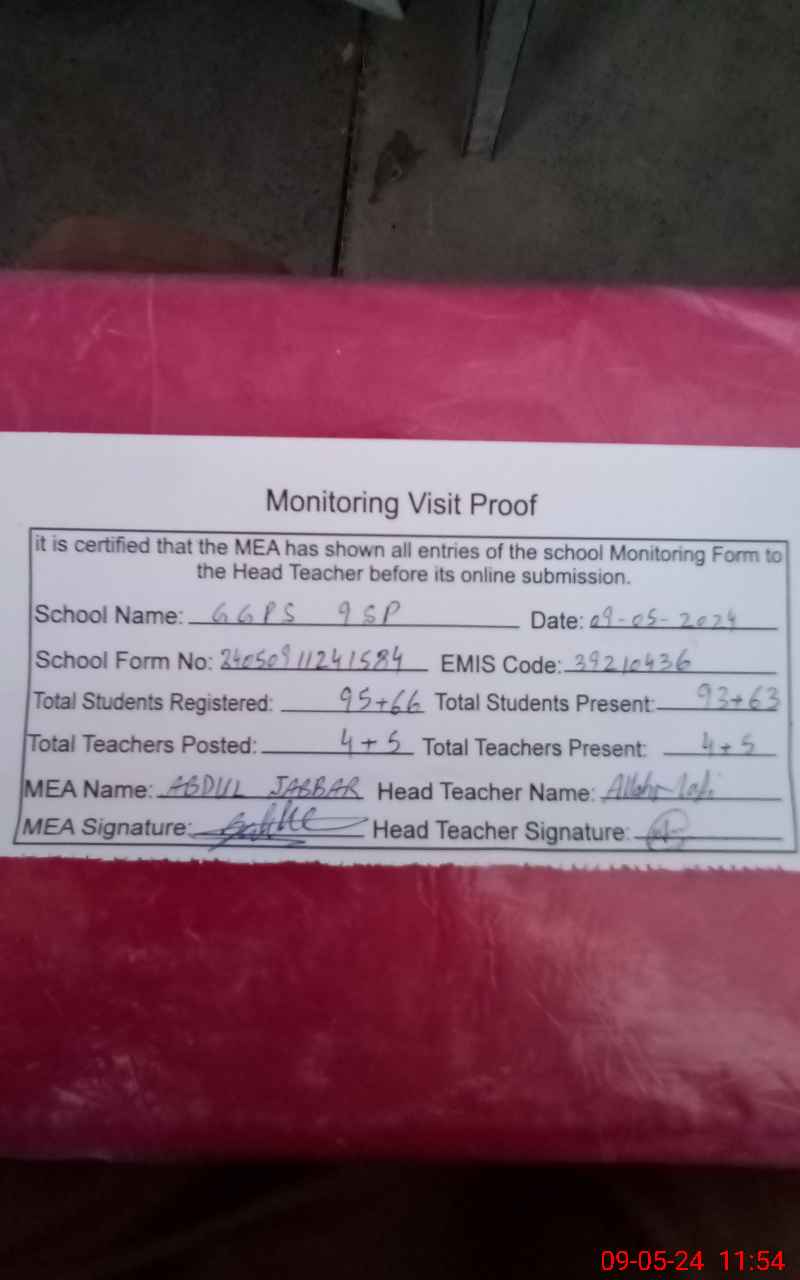 Monitoring Visit Proof
it is certified that the MEA has shown all entries of the school Monitoring Form to
the Head Teacher before its online submission.
School Name: GGPS 9SP Date: 09-05-2024
School Form No: 24050911241584 EMIS Code: 39210436
Total Students Registered: 95+66 Total Students Present: 93+63
Total Teachers Posted: 4+5 Total Teachers Present: 4+5
MEA Name: ABDUL JABBAR Head Teacher Name:
MEA Signature: Head Teacher Signature:
09-05-24 11:54